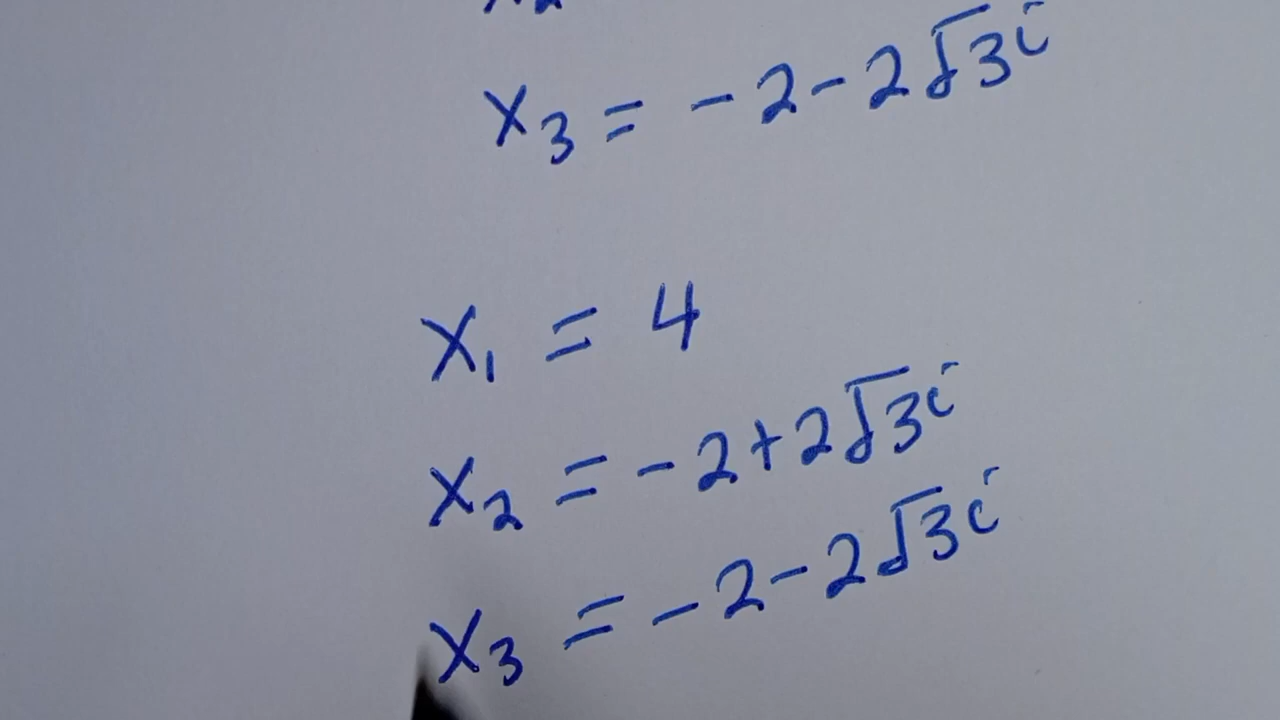 x₃ = -2-2√3i
x₁ = 4
x₂ = -2+2√3i
x₃ = -2-2√3i